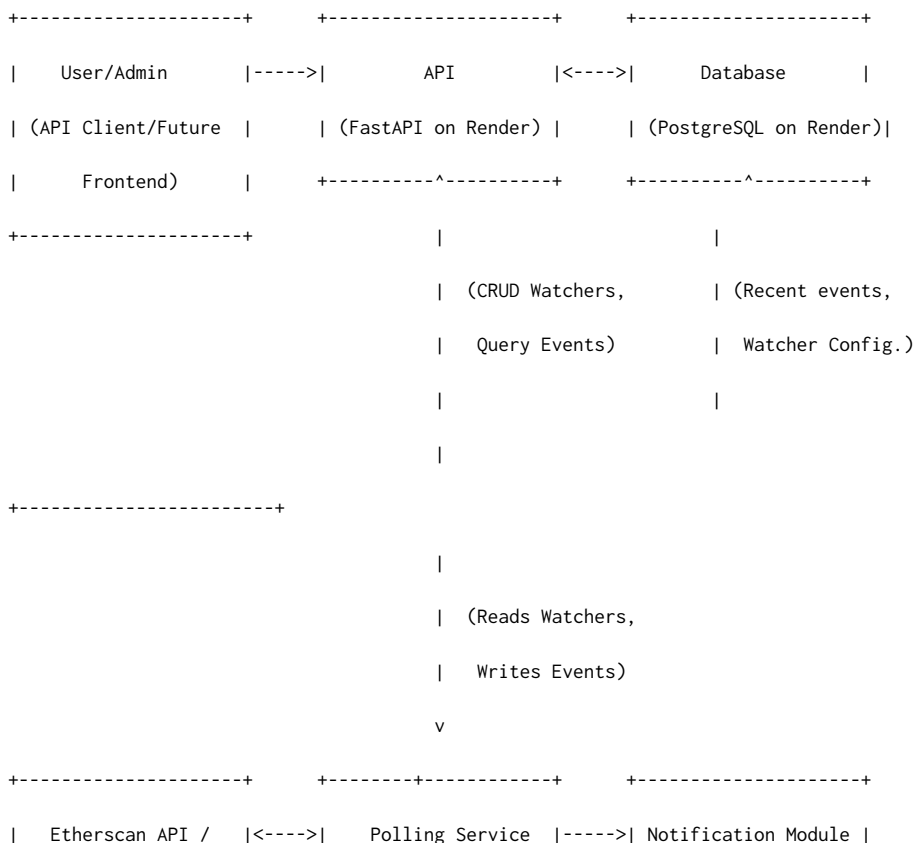 +---------------------+ +---------------------+ +---------------------+
| User/Admin |----->| API |<---->| Database |
| (API Client/Future | | (FastAPI on Render) | | (PostgreSQL on Render)|
| Frontend) | +----------^----------+ +----------^----------+
+---------------------+ | |
| (CRUD Watchers, | (Recent events,
| Query Events) | Watcher Config.)
| |
|
+------------------------+
|
| (Reads Watchers,
| Writes Events)
v
+---------------------+ +--------+------------+ +---------------------+
| Etherscan API / |<---->| Polling Service |----->| Notification Module |